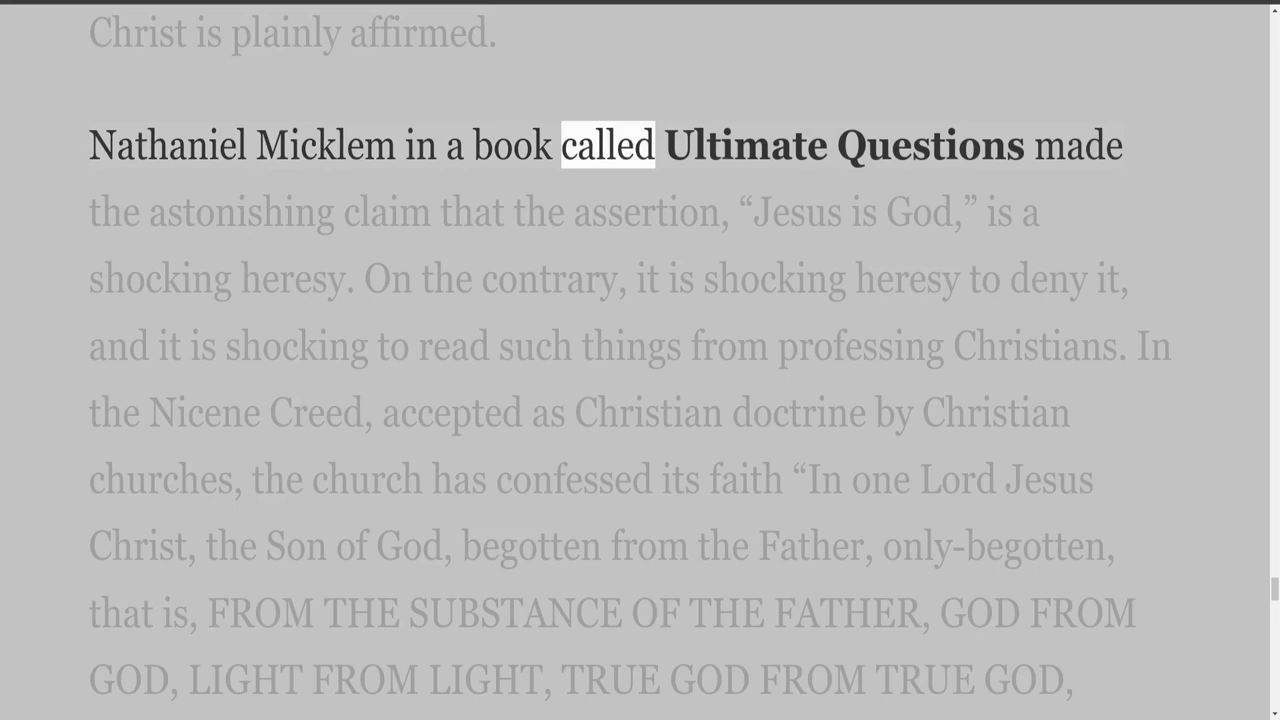 Christ is plainly affirmed.
Nathaniel Micklem in a book called Ultimate Questions made
the astonishing claim that the assertion, “Jesus is God,” is a
shocking heresy. On the contrary, it is shocking heresy to deny it,
and it is shocking to read such things from professing Christians. In
the Nicene Creed, accepted as Christian doctrine by Christian
churches, the church has confessed its faith “In one Lord Jesus
Christ, the Son of God, begotten from the Father, only-begotten,
that is, FROM THE SUBSTANCE OF THE FATHER, GOD FROM
GOD, LIGHT FROM LIGHT, TRUE GOD FROM TRUE GOD,